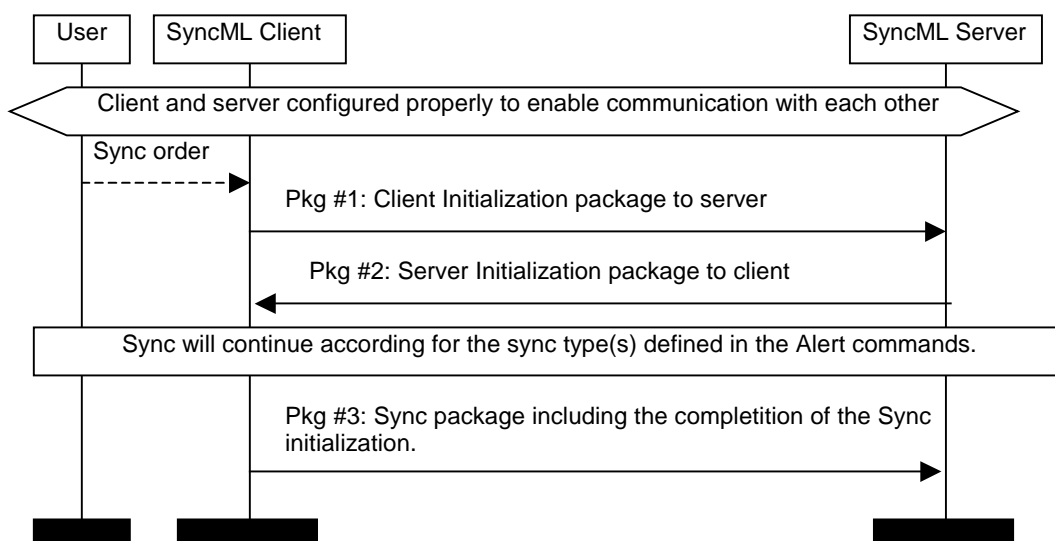 User
SyncML Client
SyncML Server
Client and server configured properly to enable communication with each other
Sync order
Pkg #1: Client Initialization package to server
Pkg #2: Server Initialization package to client
Sync will continue according for the sync type(s) defined in the Alert commands.
Pkg #3: Sync package including the completition of the Sync
initialization.